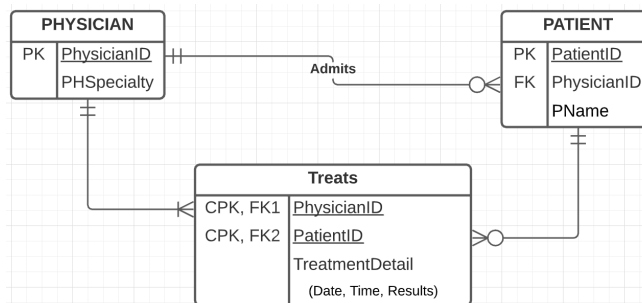 PHYSICIAN
PK PhysicianID
PHSpecialty
Admits
PATIENT
PK PatientID
FK PhysicianID
PName
Treats
CPK, FK1 PhysicianID
CPK, FK2 PatientID
TreatmentDetail
(Date, Time, Results)